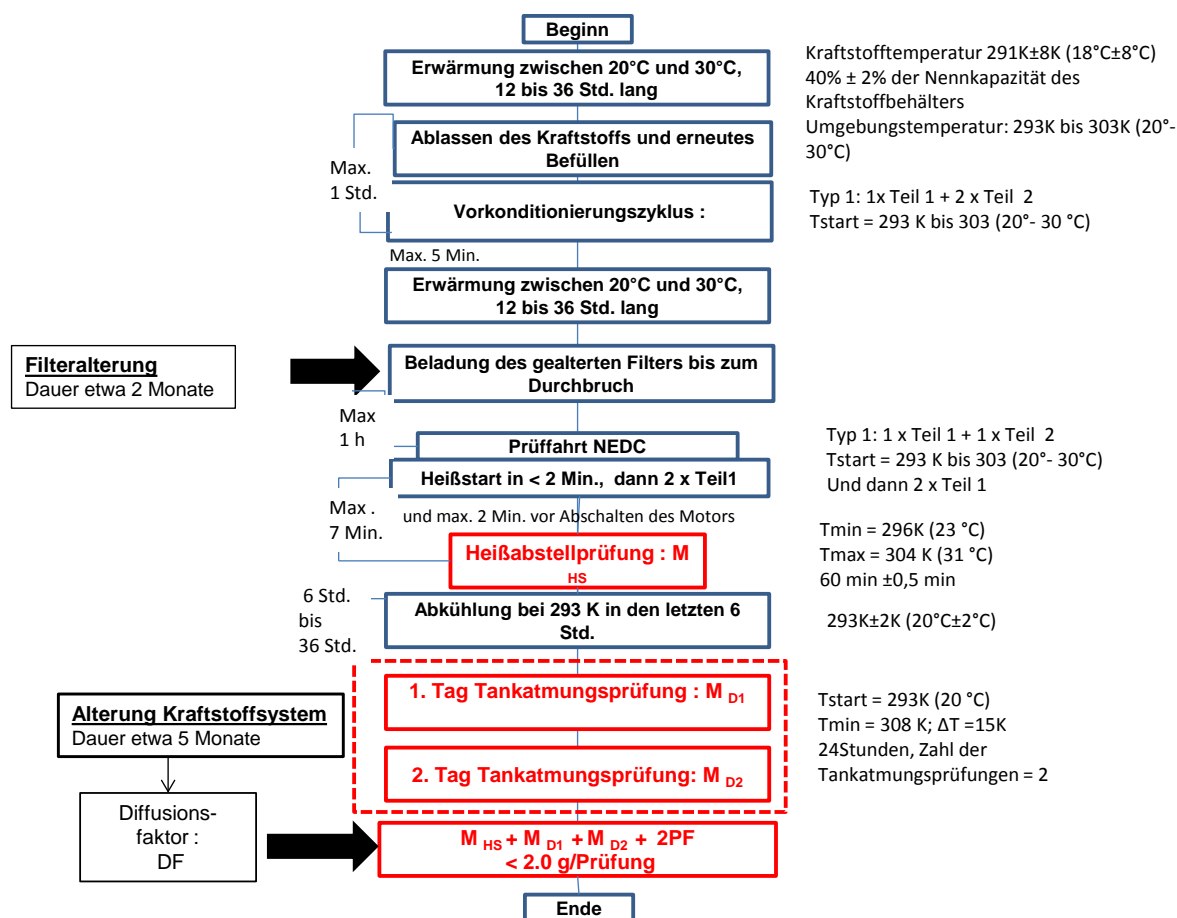 Beginn
Erwärmung zwischen 20°C und 30°C,
12 bis 36 Std. lang
Kraftstofftemperatur 291K±8K (18°C±8°C)
40% ± 2% der Nennkapazität des
Kraftstoffbehälters
Umgebungstemperatur: 293K bis 303K (20°-
30°C)
Ablassen des Kraftstoffs und erneutes
Befüllen
Max.
1 Std.
Vorkonditionierungszyklus :
Typ 1: 1x Teil 1 + 2 x Teil 2
Tstart = 293 K bis 303 (20°- 30 °C)
Max. 5 Min.
Erwärmung zwischen 20°C und 30°C,
12 bis 36 Std. lang
Filteralterung
Dauer etwa 2 Monate
Beladung des gealterten Filters bis zum
Durchbruch
Max
1 h
Prüffahrt NEDC
Typ 1: 1 x Teil 1 + 1 x Teil 2
Tstart = 293 K bis 303 (20°- 30°C)
Und dann 2 x Teil 1
Heißstart in < 2 Min., dann 2 x Teil1
Max .
7 Min.
und max. 2 Min. vor Abschalten des Motors
Heißabstellprüfung : M
HS
Tmin = 296K (23 °C)
Tmax = 304 K (31 °C)
60 min ±0,5 min
6 Std.
bis
36 Std.
Abkühlung bei 293 K in den letzten 6
Std.
293K±2K (20°C±2°C)
1. Tag Tankatmungsprüfung : M D1
Alterung Kraftstoffsystem
Dauer etwa 5 Monate
Tstart = 293K (20 °C)
Tmin = 308 K; ΔT =15K
24Stunden, Zahl der
Tankatmungsprüfungen = 2
2. Tag Tankatmungsprüfung: M D2
Diffusions-
faktor :
DF
M HS + M D1 + M D2 + 2PF
< 2.0 g/Prüfung
Ende